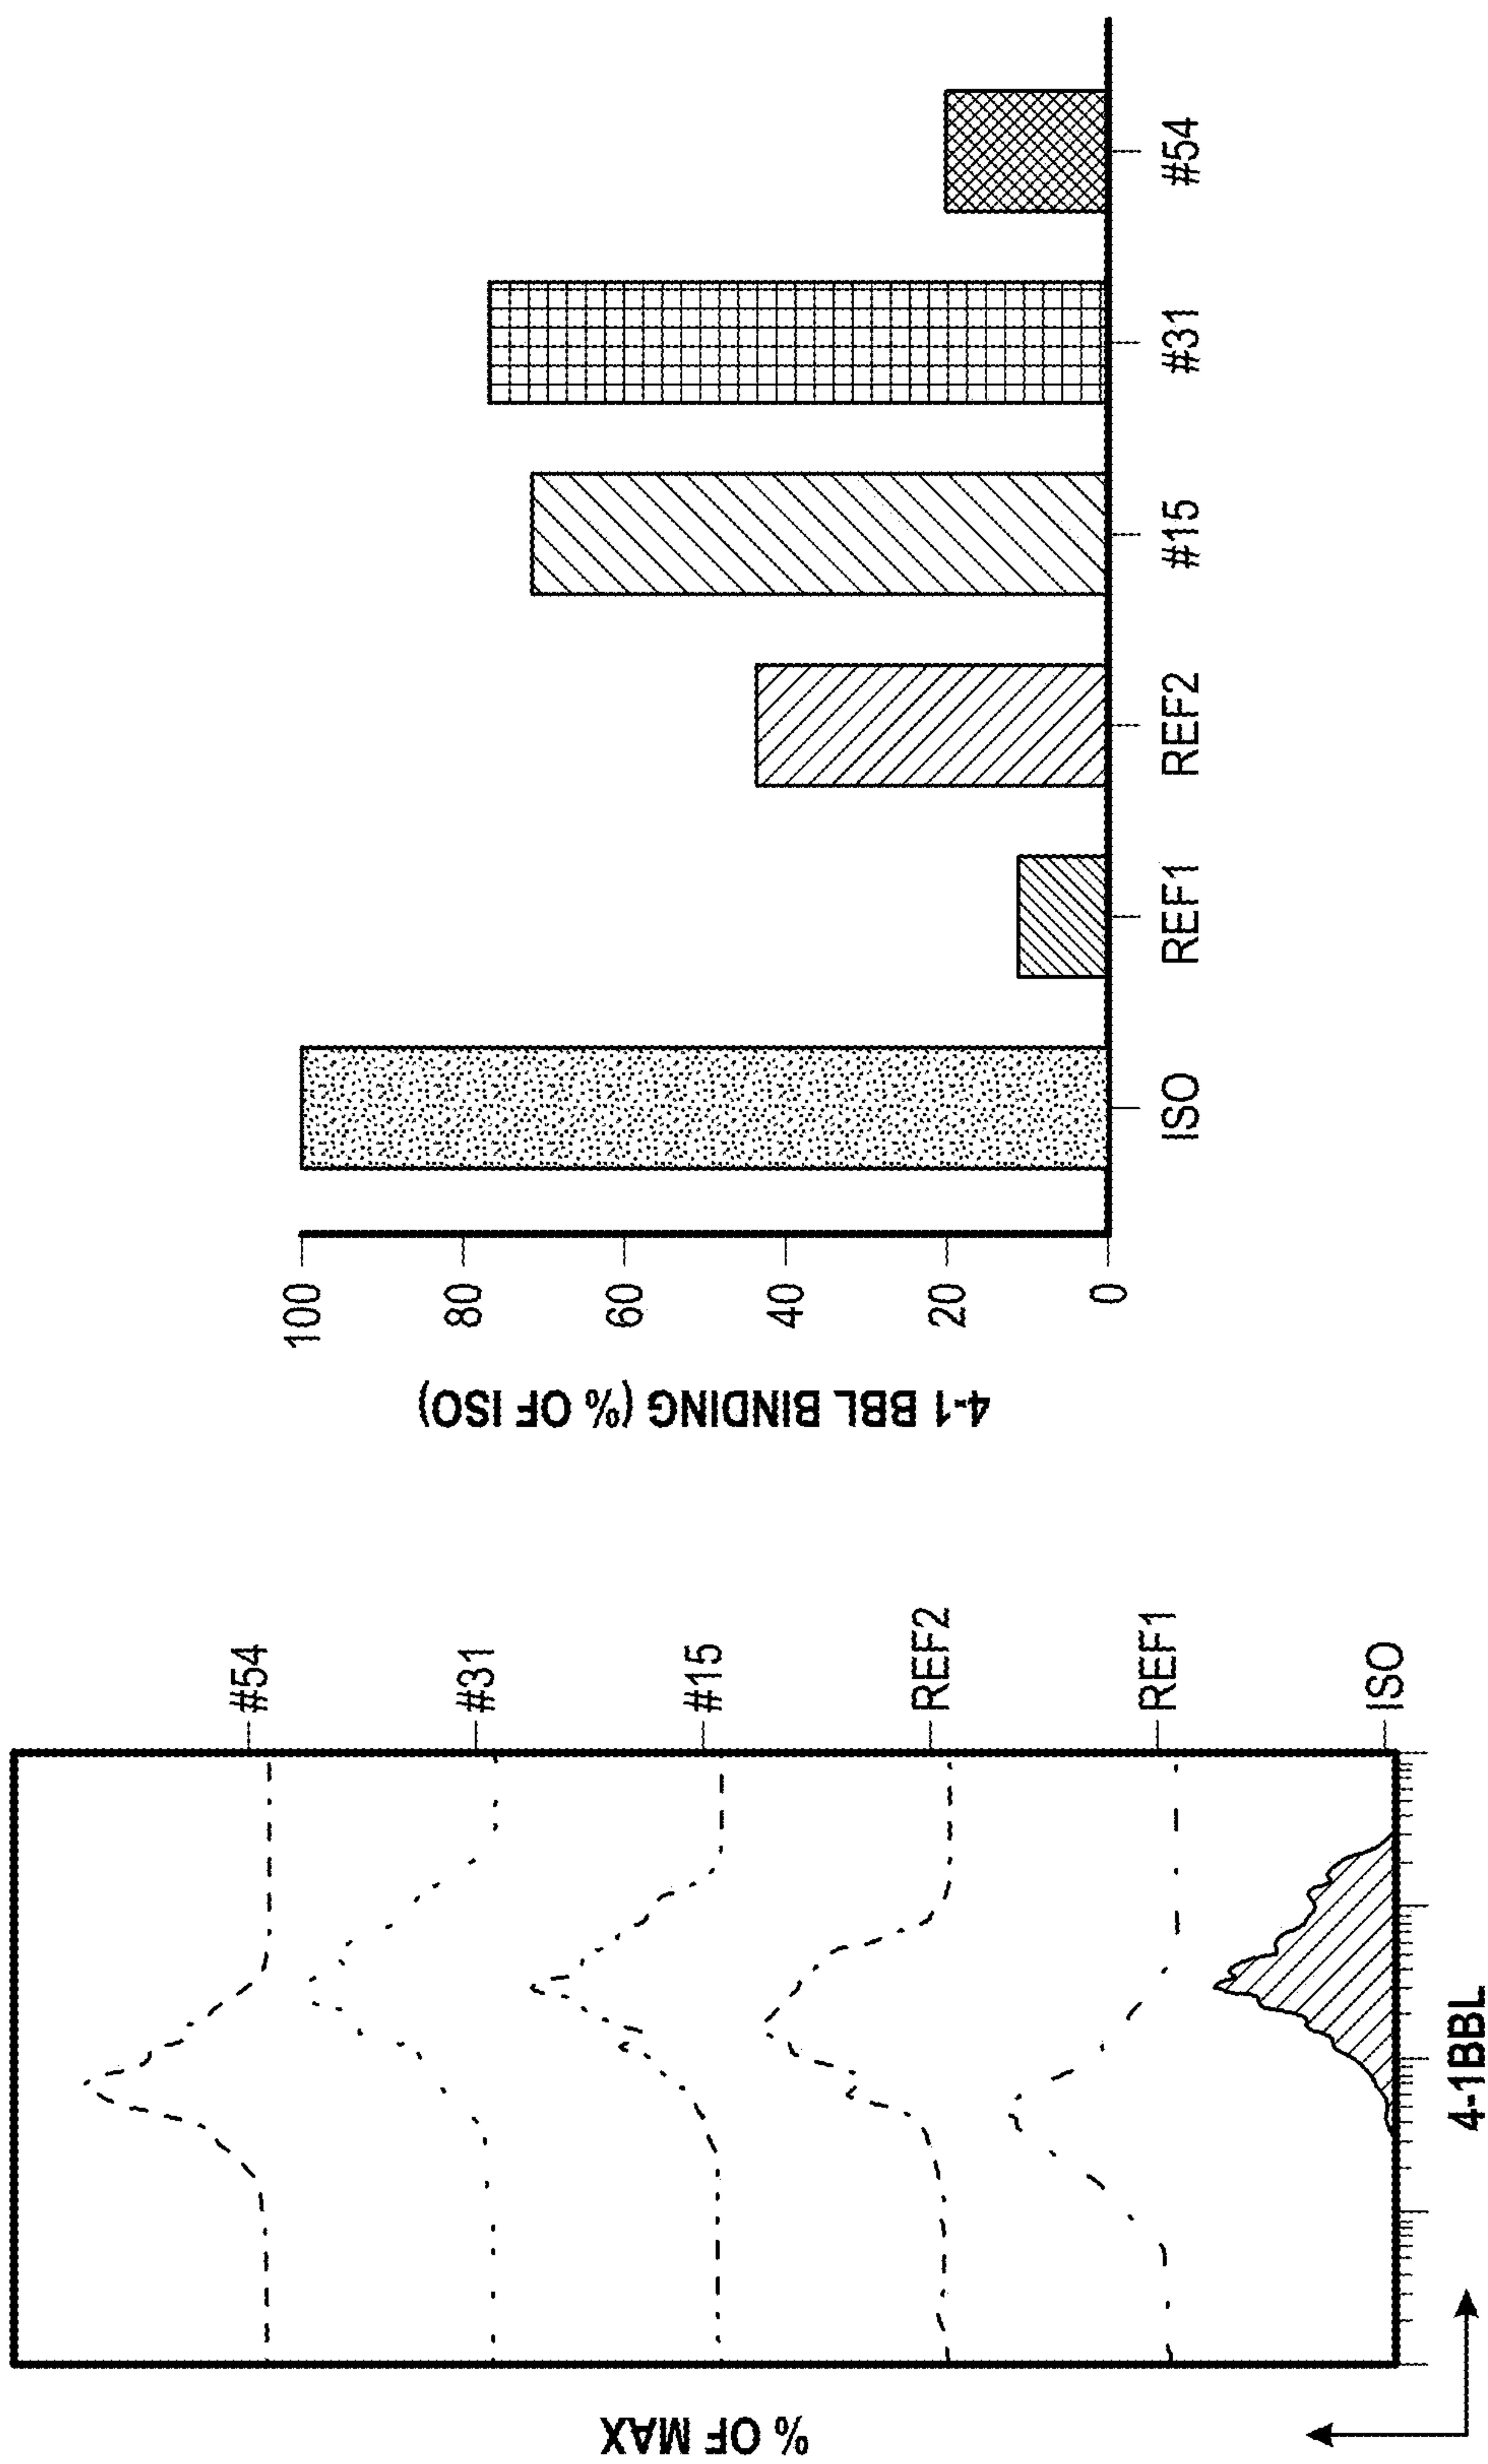 % OF MAX
#54
#31
#15
REF2
REF1
ISO
4-1BBL
4-1 BBL BINDING (% OF ISO)
100
80
60
40
20
0
ISO
REF1
REF2
#15
#31
#54